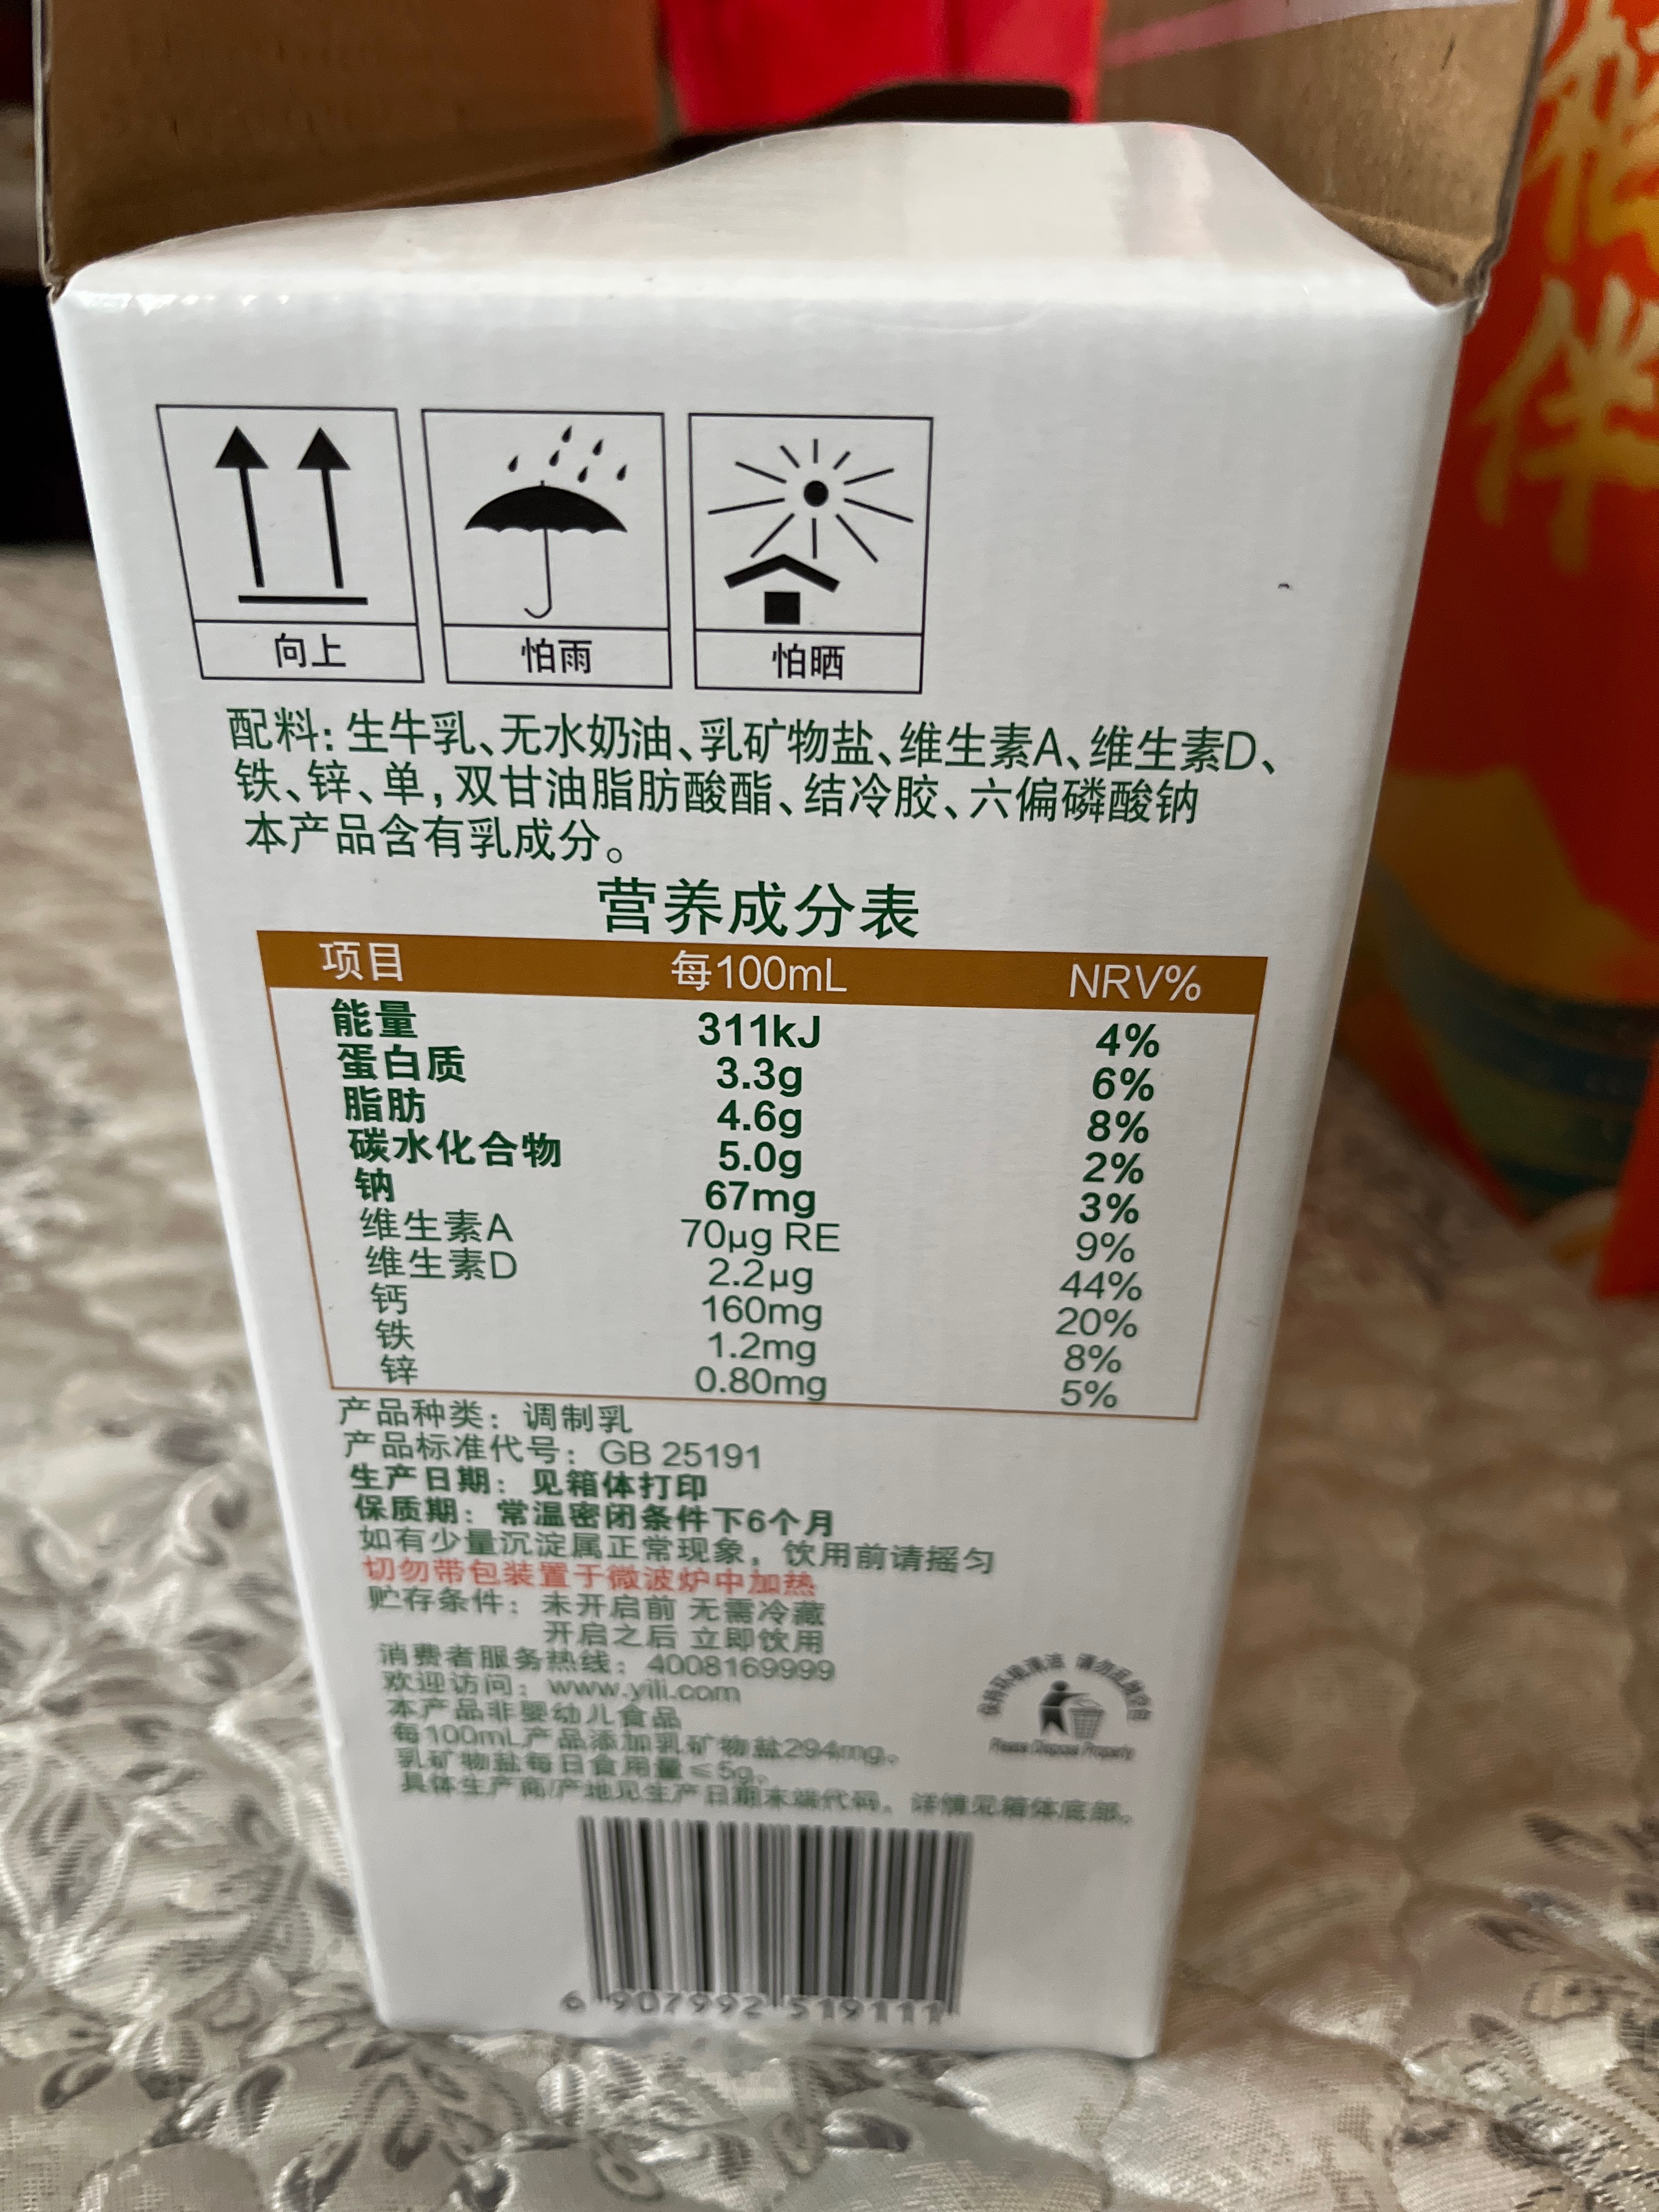 向上
怕雨
怕晒
配料：生牛乳、无水奶油、乳矿物盐、维生素A、维生素D、
铁、锌、单，双甘油脂肪酸酯、结冷胶、六偏磷酸钠
本产品含有乳成分。
营养成分表
项目 每100mL NRV%
能量 311kJ 4%
蛋白质 3.3g 6%
脂肪 4.6g 8%
碳水化合物 5.0g 2%
钠 67mg 3%
维生素A 70μg RE 9%
维生素D 2.2μg 44%
钙 160mg 20%
铁 1.2mg 8%
锌 0.80mg 5%
产品种类：调制乳
产品标准代号：GB 25191
生产日期：见箱体打印
保质期：常温密闭条件下6个月
如有少量沉淀属正常现象，饮用前请摇匀
切勿带包装置于微波炉中加热
贮存条件：未开启前 无需冷藏
开启之后 立即饮用
消费者服务热线：4008169999
欢迎访问：www.yili.com
本产品非婴幼儿食品
每100mL产品添加乳矿物盐294mg。
乳矿物盐每日食用量≤5g。
具体生产商/产地见生产日期末端代码，详情见箱体底部。
保持环境清洁 请勿乱抛空包
Please Dispose Properly
6 907992 519111
伴